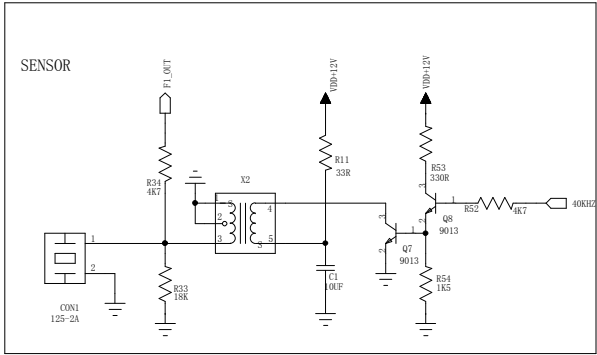 SENSOR
F1_OUT
VDD+12V
VDD+12V
R34
4K7
X2
R11
33R
R53
330R
1
S
2
3
4
5
S
3
1
R52
4K7
40KHZ
2
Q8
9013
3
1
2
Q7
9013
1
2
CON1
125-2A
R33
18K
C1
10UF
R54
1K5